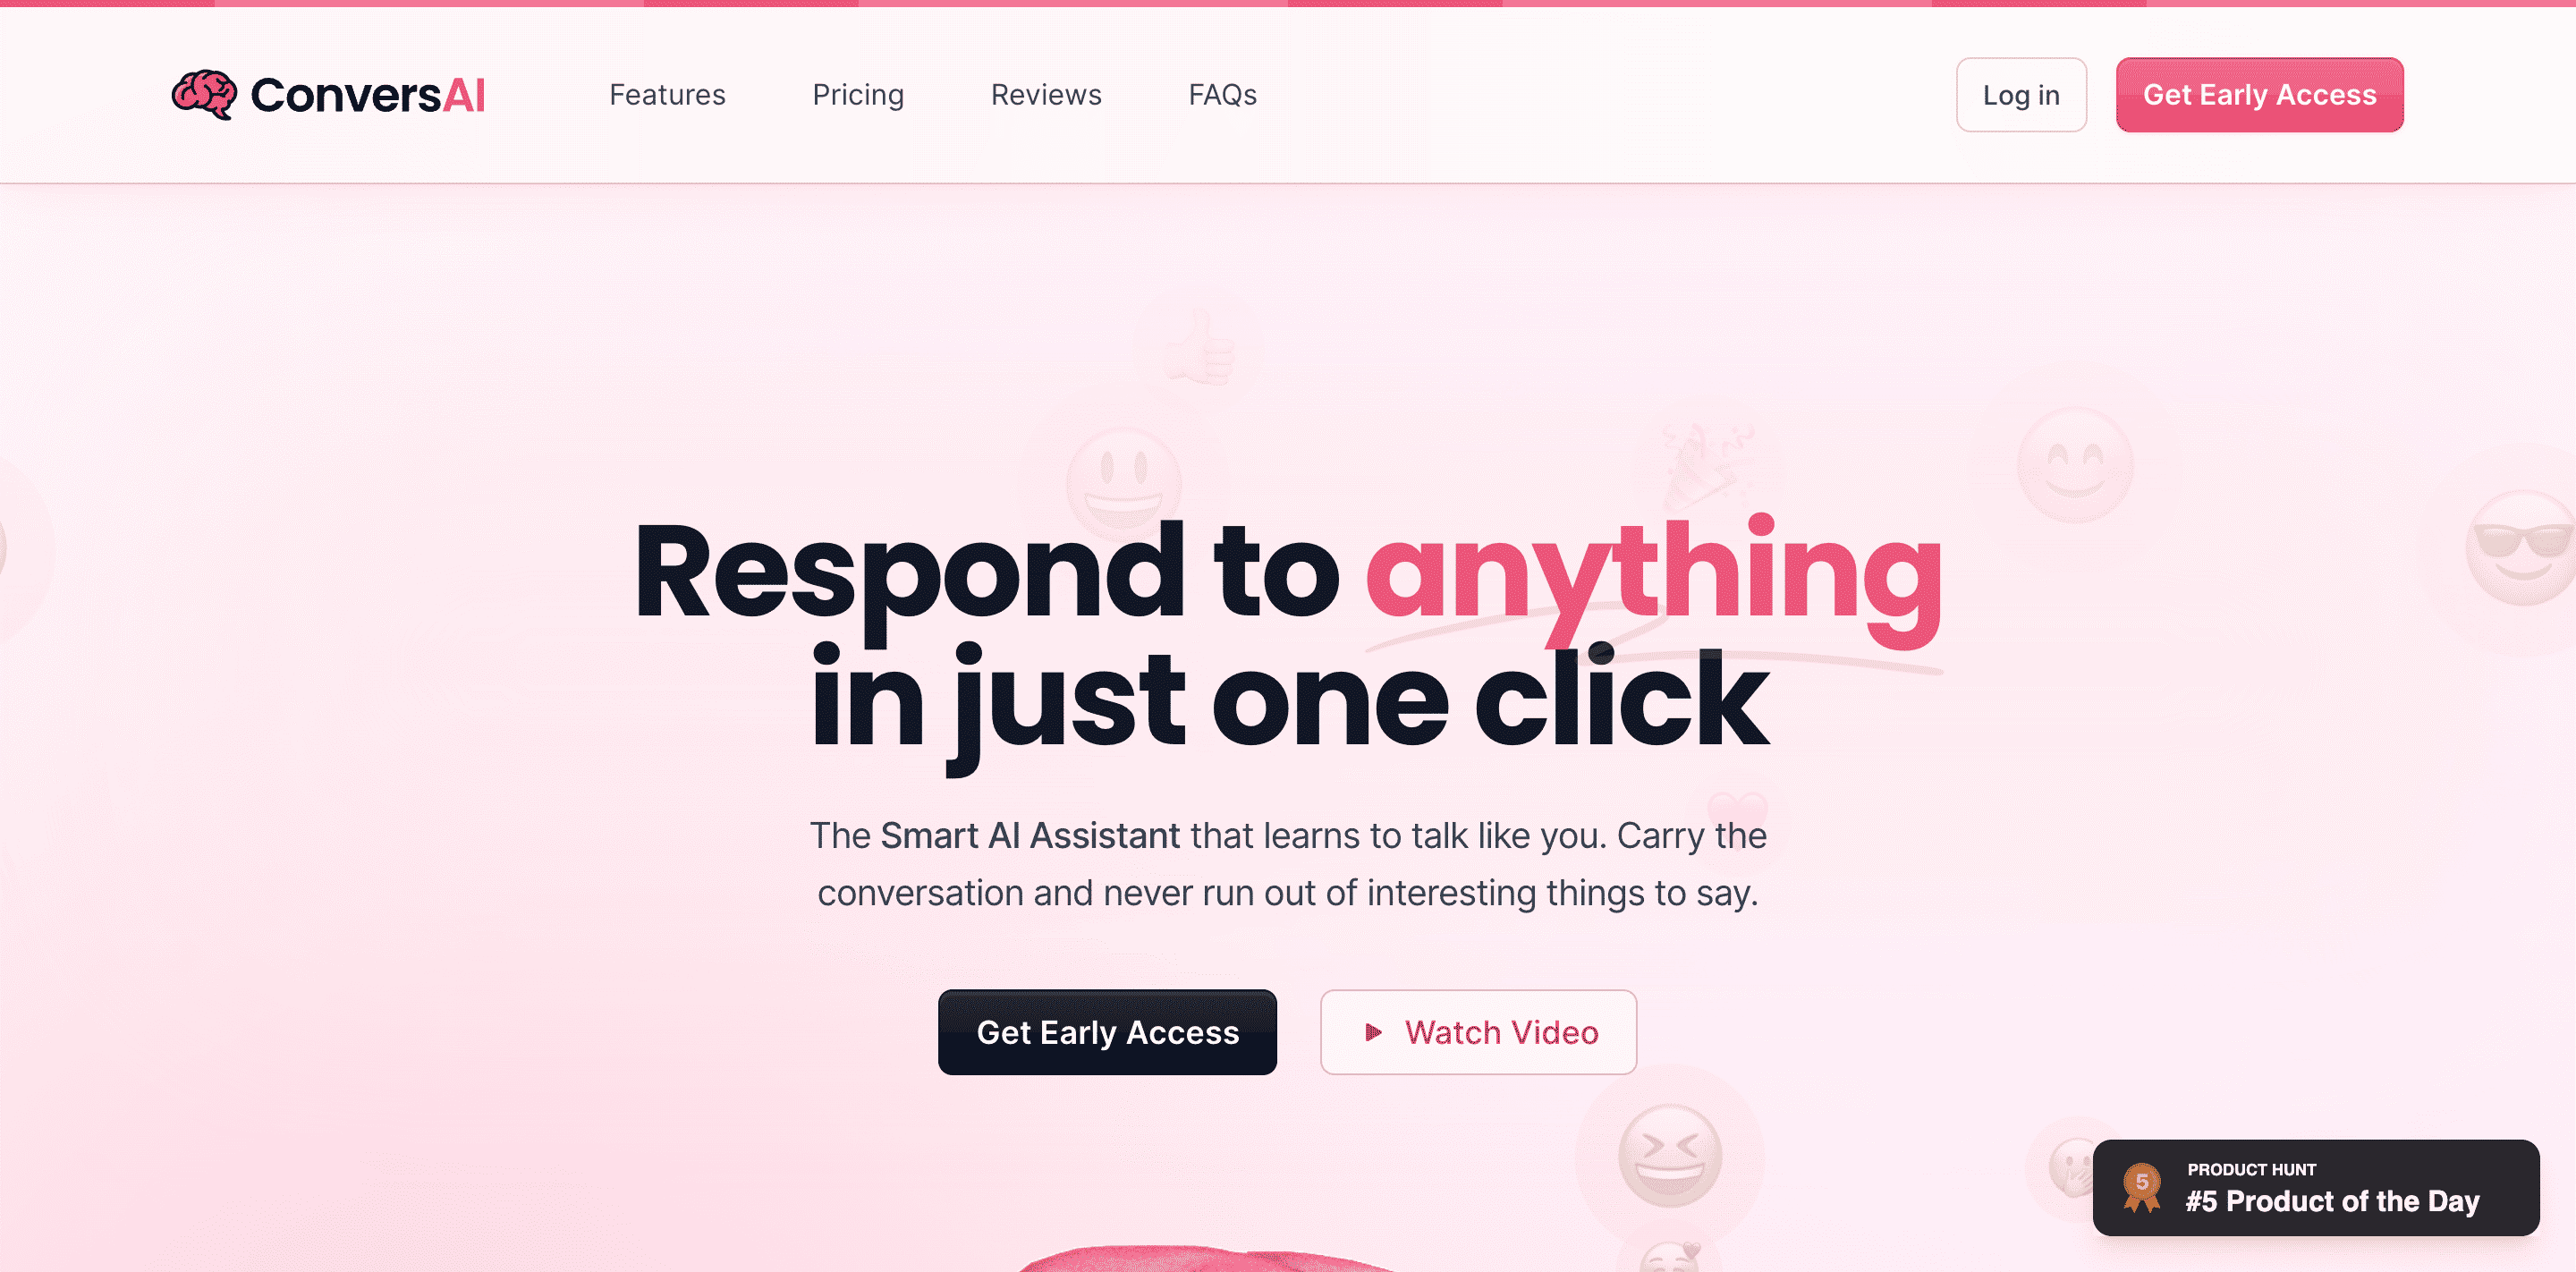 ConversAI
Features
Pricing
Reviews
FAQs
Log in
Get Early Access
Respond to anything
in just one click
The Smart AI Assistant that learns to talk like you. Carry the
conversation and never run out of interesting things to say.
Get Early Access
Watch Video
5
PRODUCT HUNT
#5 Product of the Day